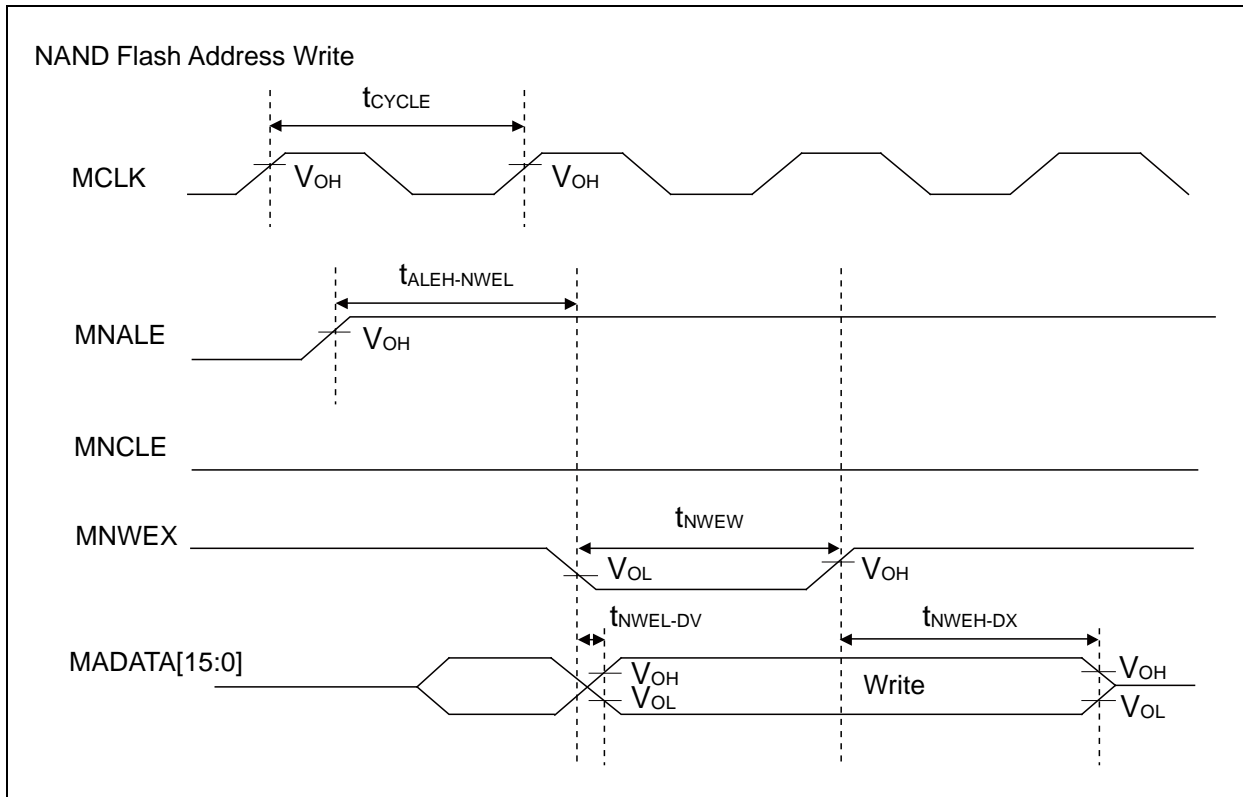 NAND Flash Address Write
tCYCLE
MCLK
VOH
VOH
tALEH-NWEL
MNALE
VOH
MNCLE
tNWEW
MNWEX
VOL
VOH
tNWEL-DV
tNWEH-DX
MADATA[15:0]
VOH
VOL
Write
VOH
VOL